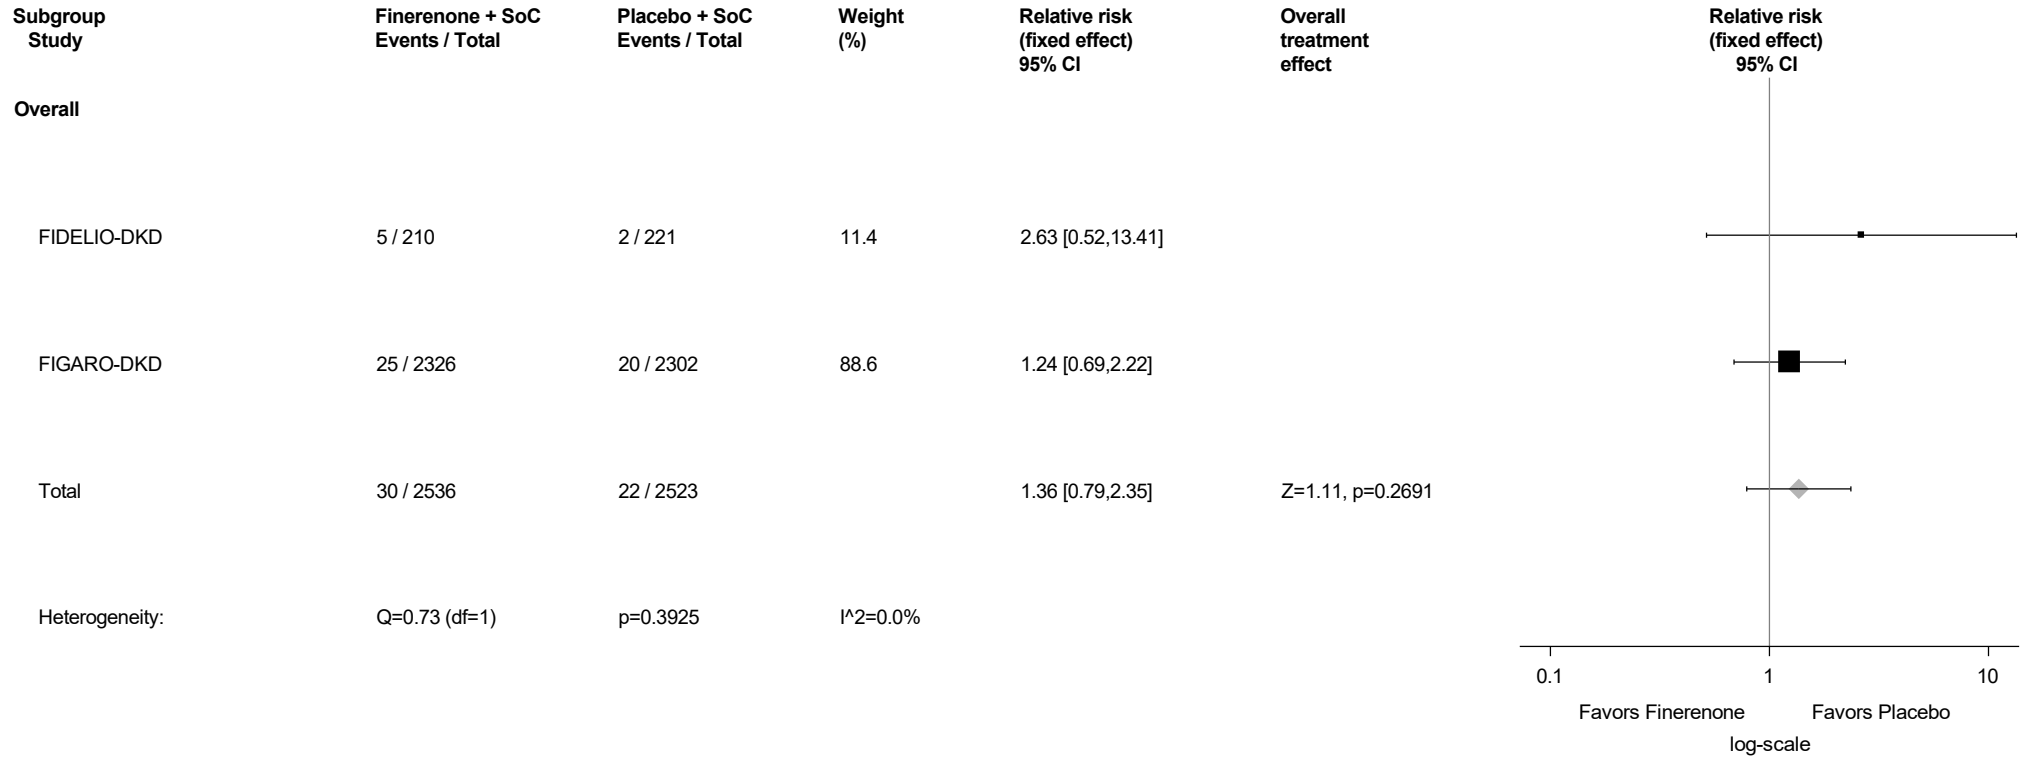 Subgroup Finerenone + SoC Placebo + SoC Weight Relative risk Overall Relative risk
Study Events / Total Events / Total (%) (fixed effect) treatment (fixed effect)
95% CI effect 95% CI
Overall
FIDELIO-DKD 5 / 210 2 / 221 11.4 2.63 [0.52,13.41]
FIGARO-DKD 25 / 2326 20 / 2302 88.6 1.24 [0.69,2.22]
Total 30 / 2536 22 / 2523 1.36 [0.79,2.35] Z=1.11, p=0.2691
Heterogeneity: Q=0.73 (df=1) p=0.3925 I^2=0.0%
0.1 1 10
Favors Finerenone Favors Placebo
log-scale